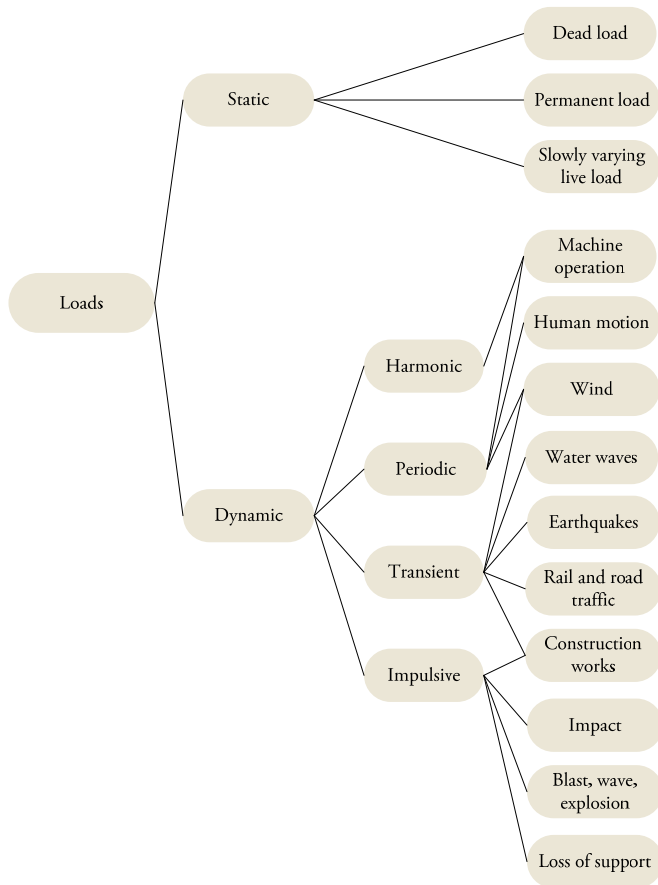 Dead load
Static
Permanent load
Slowly varying
live load
Machine
operation
Loads
Human motion
Harmonic
Wind
Periodic
Water waves
Dynamic
Earthquakes
Transient
Rail and road
traffic
Construction
works
Impulsive
Impact
Blast, wave,
explosion
Loss of support